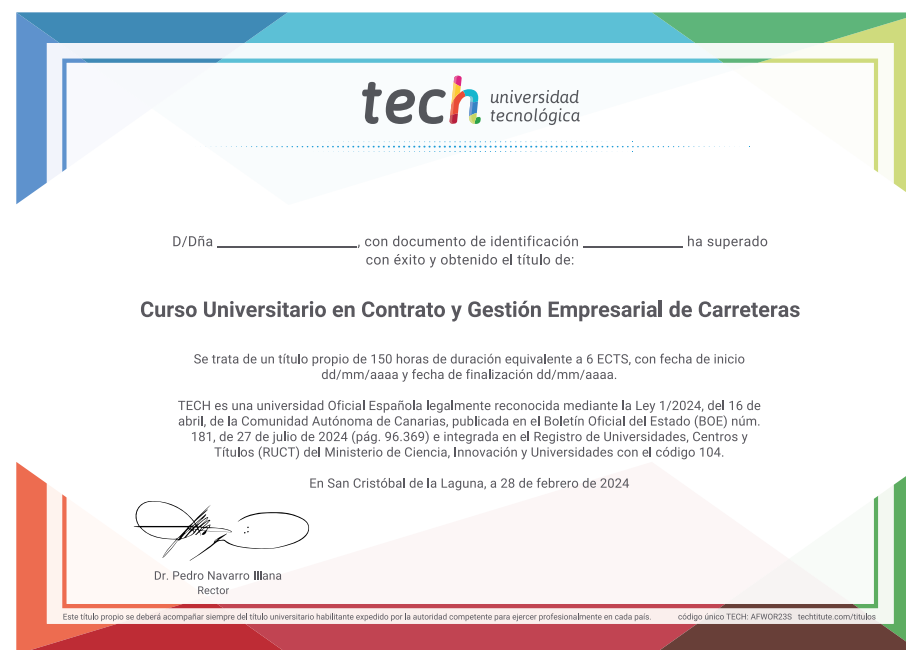 tech universidad
tecnológica
D/Dña ____________________, con documento de identificación ______________ ha superado
con éxito y obtenido el título de:
Curso Universitario en Contrato y Gestión Empresarial de Carreteras
Se trata de un título propio de 150 horas de duración equivalente a 6 ECTS, con fecha de inicio
dd/mm/aaaa y fecha de finalización dd/mm/aaaa.
TECH es una universidad Oficial Española legalmente reconocida mediante la Ley 1/2024, del 16 de
abril, de la Comunidad Autónoma de Canarias, publicada en el Boletín Oficial del Estado (BOE) núm.
181, de 27 de julio de 2024 (pág. 96.369) e integrada en el Registro de Universidades, Centros y
Títulos (RUCT) del Ministerio de Ciencia, Innovación y Universidades con el código 104.
En San Cristóbal de la Laguna, a 28 de febrero de 2024
Dr. Pedro Navarro Illana
Rector
Este título propio se deberá acompañar siempre del título universitario habilitante expedido por la autoridad competente para ejercer profesionalmente en cada país. código único TECH: AFWOR23S techtitute.com/titulos